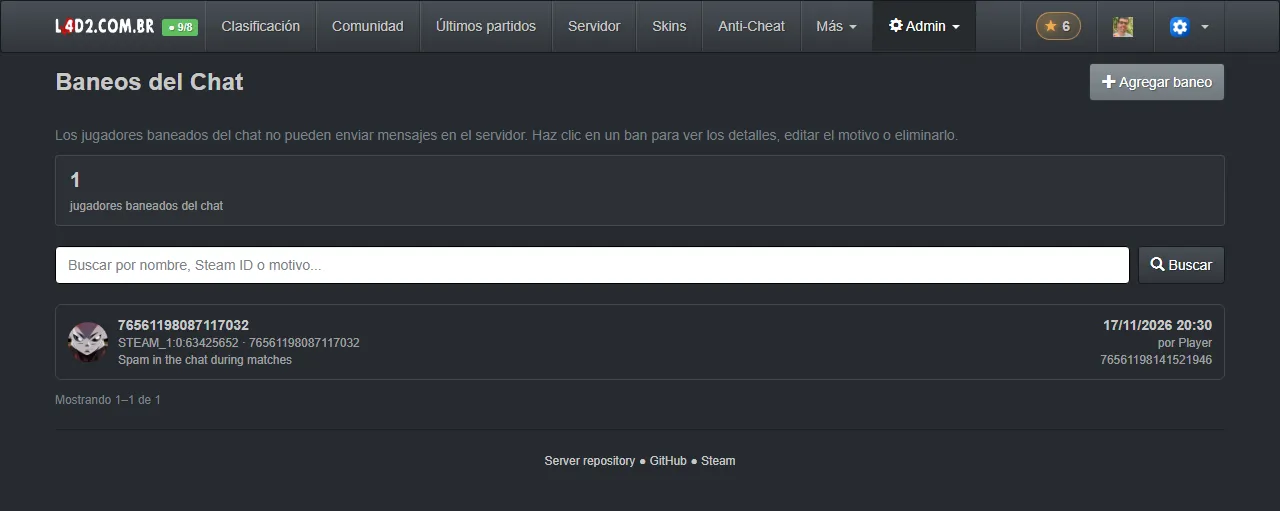 L4D2.COM.BR ● 9/8 Clasificación Comunidad Últimos partidos Servidor Skins Anti-Cheat Más Admin 6
Baneos del Chat
Agregar baneo
Los jugadores baneados del chat no pueden enviar mensajes en el servidor. Haz clic en un ban para ver los detalles, editar el motivo o eliminarlo.
1
jugadores baneados del chat
Buscar por nombre, Steam ID o motivo...
Buscar
76561198087117032
STEAM_1:0:63425652 · 76561198087117032
Spam in the chat during matches
17/11/2026 20:30
por Player
76561198141521946
Mostrando 1–1 de 1
Server repository ● GitHub ● Steam